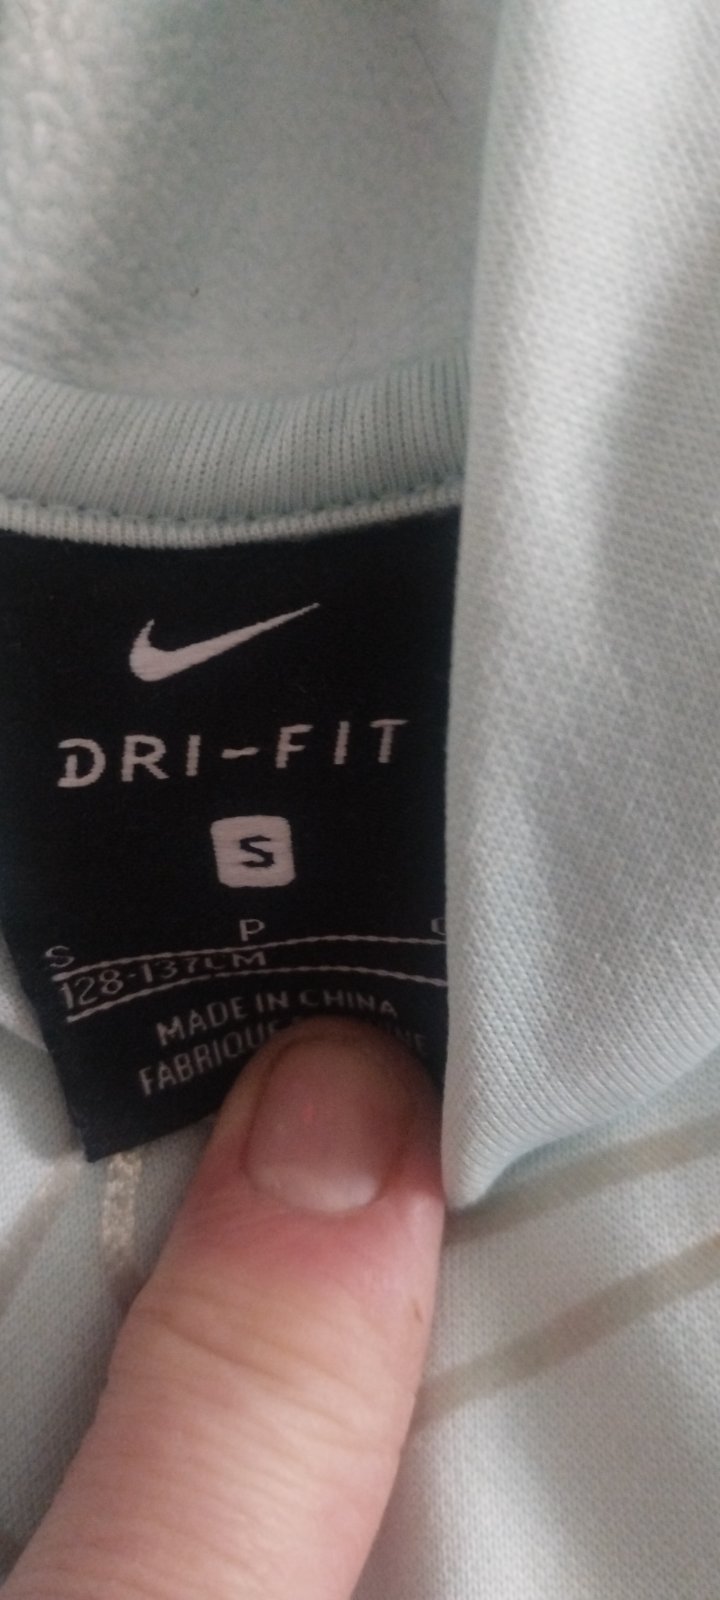 DRI-FIT
S
S P
128-137CM
MADE IN CHINA